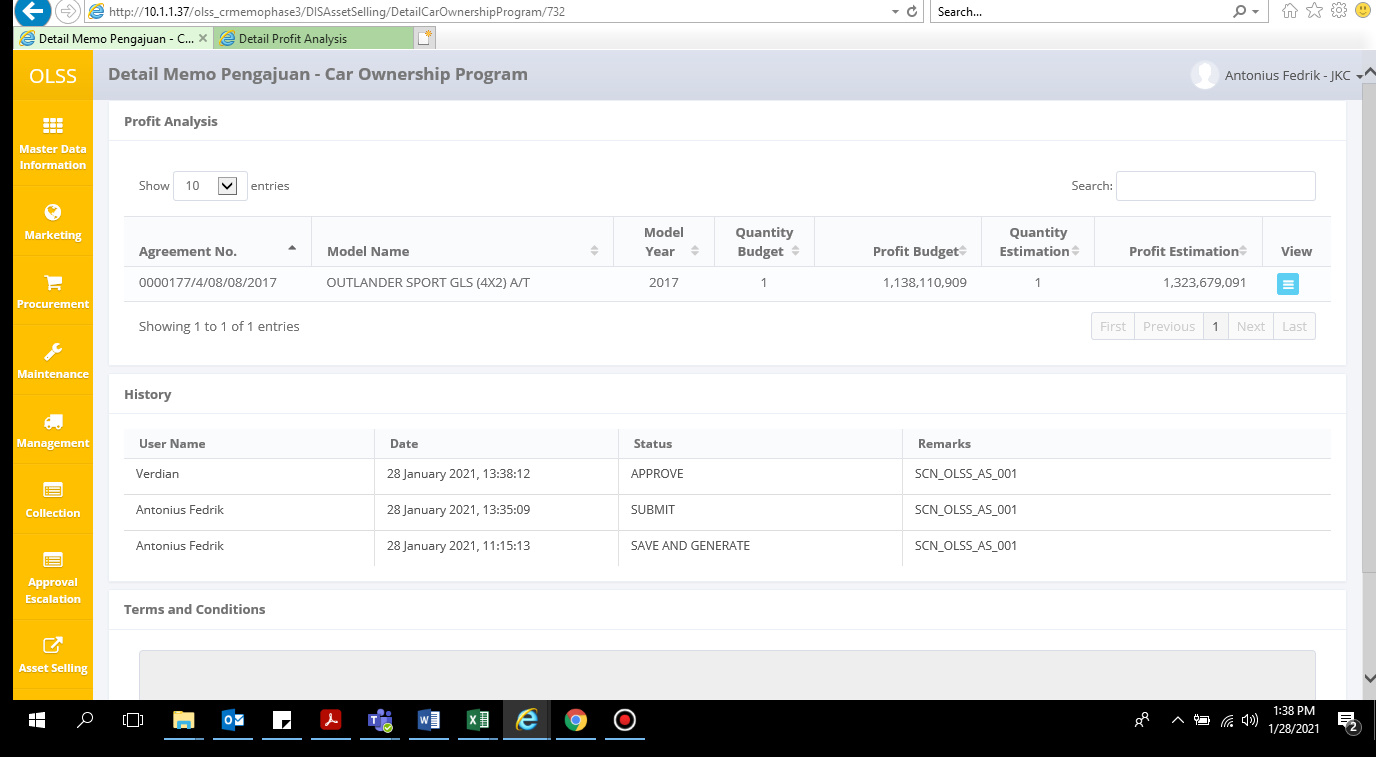 http://10.1.1.37/olss_crmemophase3/DISAssetSelling/DetailCarOwnershipProgram/732
Search...
Detail Memo Pengajuan - C...
Detail Profit Analysis
OLSS
Detail Memo Pengajuan - Car Ownership Program
Antonius Fedrik - JKC
Master Data
Information
Marketing
Procurement
Maintenance
Management
Collection
Approval
Escalation
Asset Selling
Profit Analysis
Show 10 entries
Search:
Agreement No. Model Name Model Year Quantity Budget Profit Budget Quantity Estimation Profit Estimation View
0000177/4/08/08/2017 OUTLANDER SPORT GLS (4X2) A/T 2017 1 1,138,110,909 1 1,323,679,091
Showing 1 to 1 of 1 entries
First Previous 1 Next Last
History
User Name Date Status Remarks
Verdian 28 January 2021, 13:38:12 APPROVE SCN_OLSS_AS_001
Antonius Fedrik 28 January 2021, 13:35:09 SUBMIT SCN_OLSS_AS_001
Antonius Fedrik 28 January 2021, 11:15:13 SAVE AND GENERATE SCN_OLSS_AS_001
Terms and Conditions
1:38 PM
1/28/2021
2